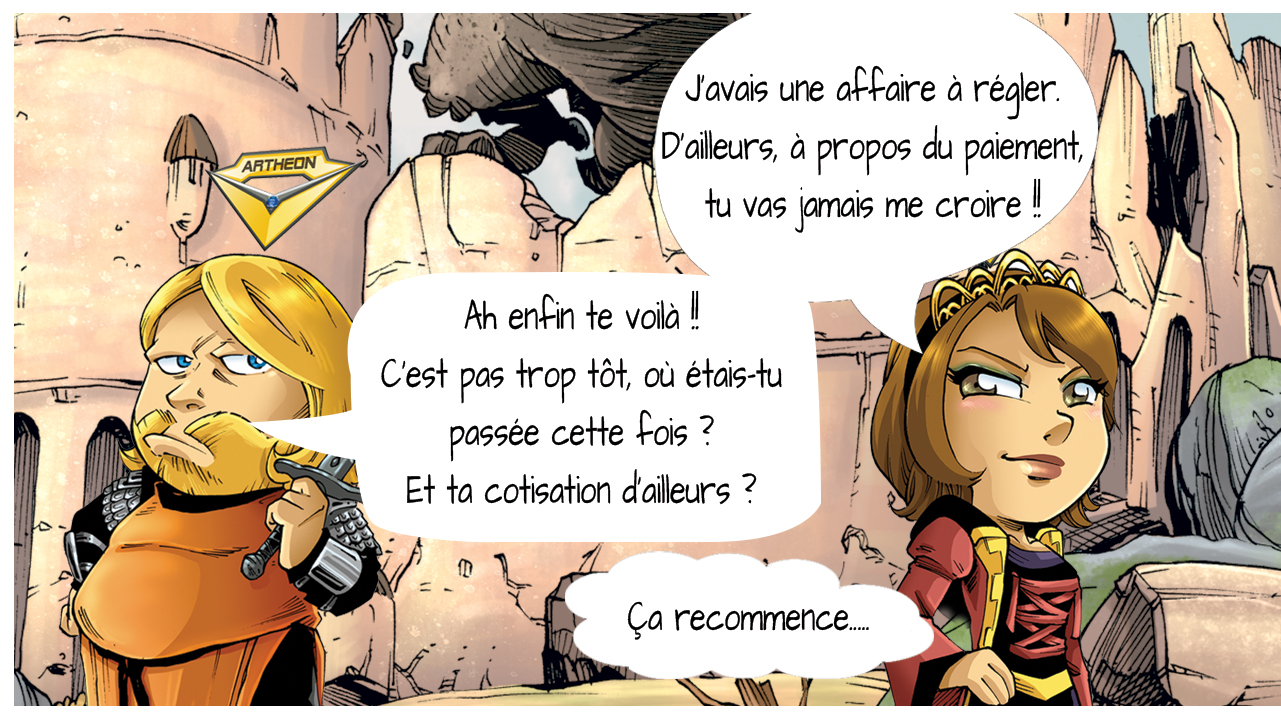 J'avais une affaire à régler.
D'ailleurs, à propos du paiement,
tu vas jamais me croire !!
ARTHEON
Ah enfin te voilà !!
C'est pas trop tôt, où étais-tu
passée cette fois ?
Et ta cotisation d'ailleurs ?
Ça recommence.....